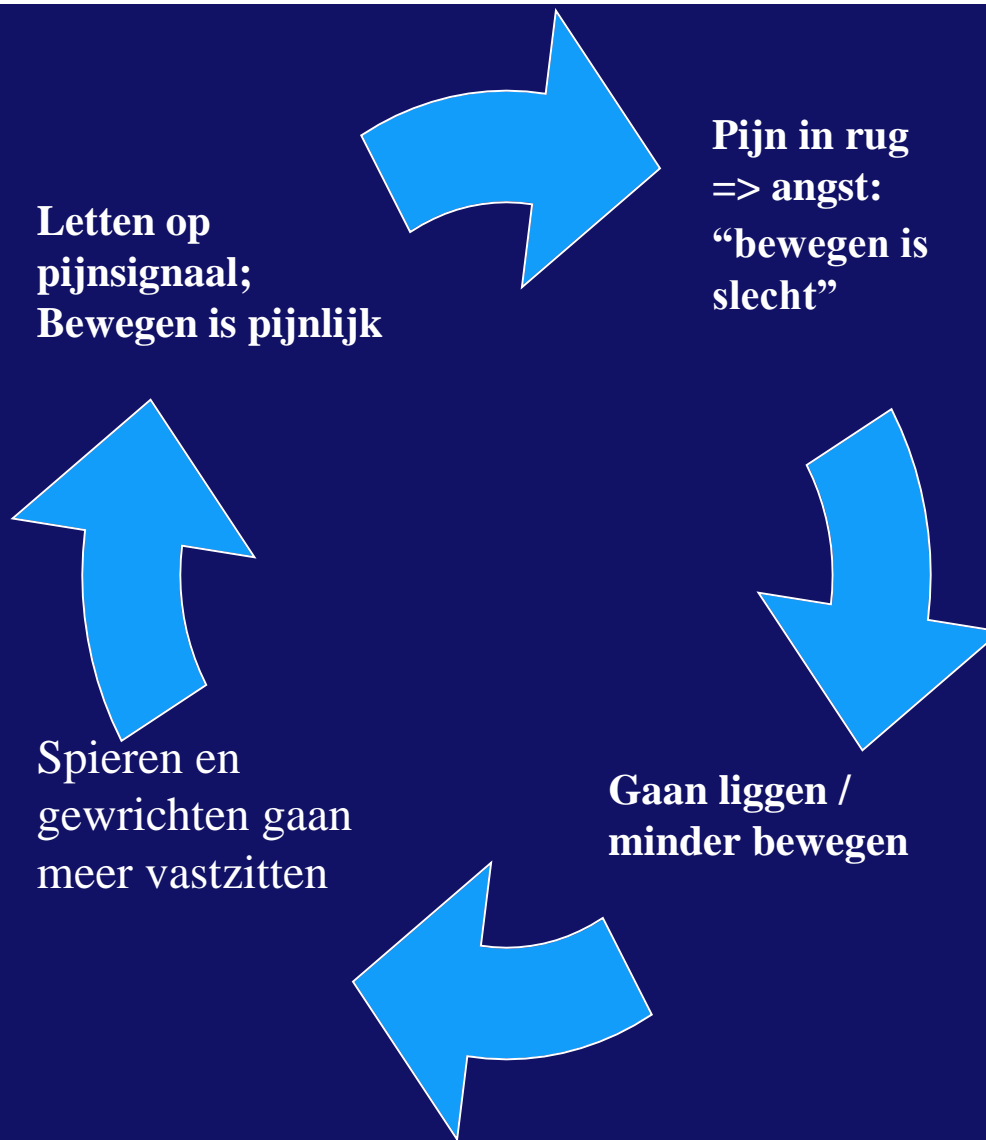 Letten op
pijnsignaal;
Bewegen is pijnlijk
Pijn in rug
=> angst:
“bewegen is
slecht”
Gaan liggen /
minder bewegen
Spieren en
gewrichten gaan
meer vastzitten